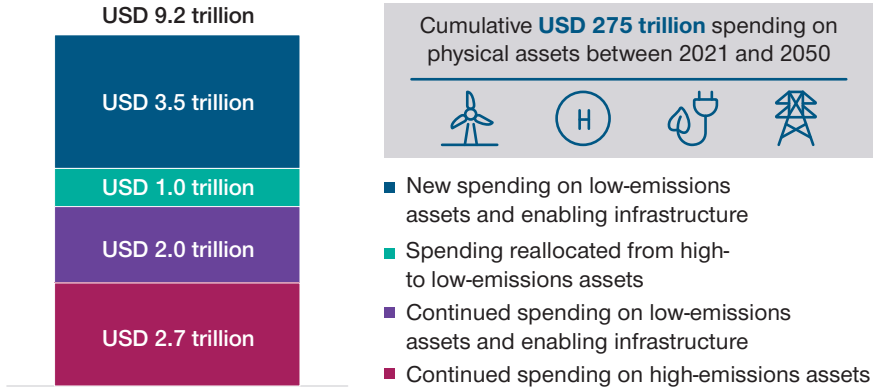 USD 9.2 trillion
USD 3.5 trillion
USD 1.0 trillion
USD 2.0 trillion
USD 2.7 trillion
Cumulative USD 275 trillion spending on
physical assets between 2021 and 2050
H
New spending on low-emissions
assets and enabling infrastructure
Spending reallocated from high-
to low-emissions assets
Continued spending on low-emissions
assets and enabling infrastructure
Continued spending on high-emissions assets